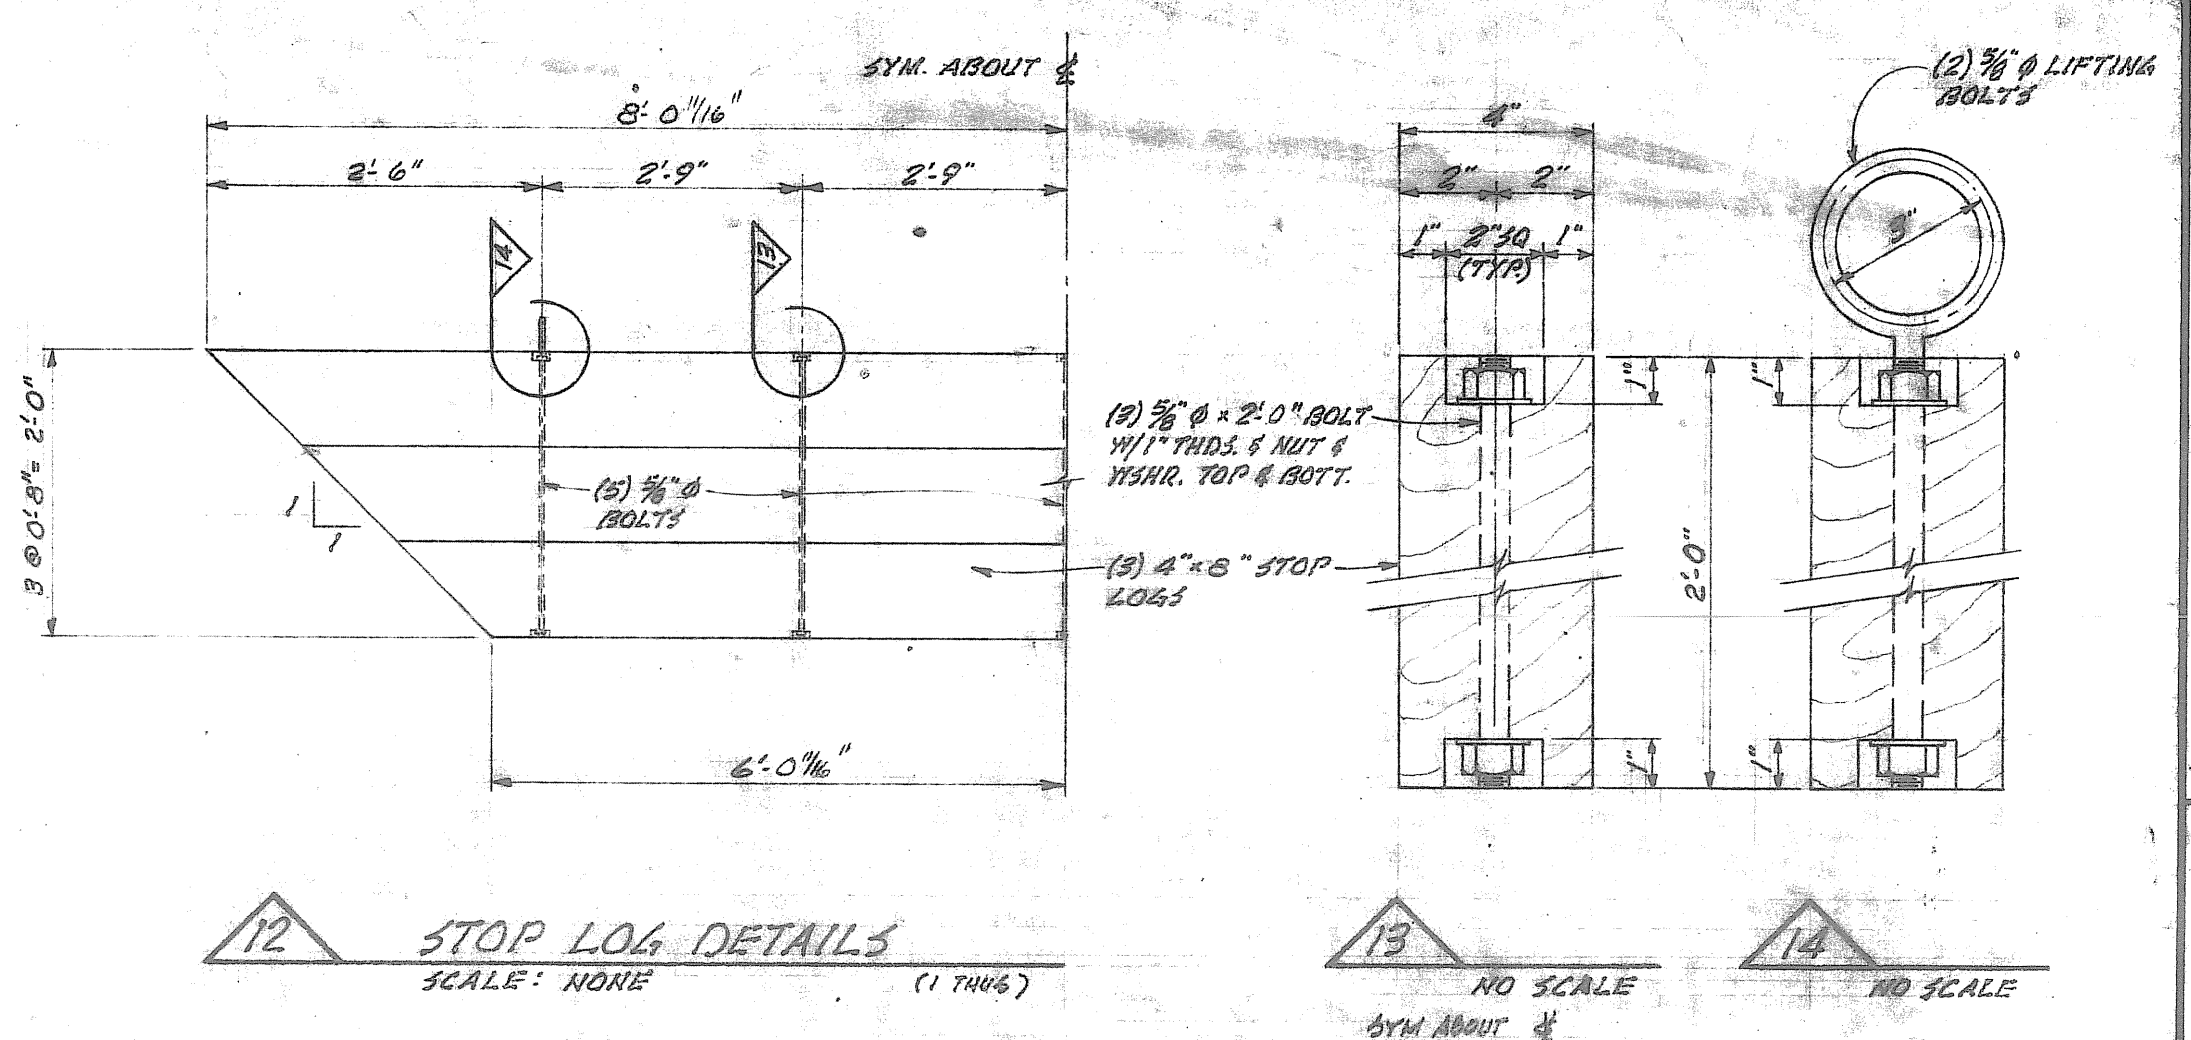 SYM. ABOUT ℄
8'-0 11/16"
2'-6"
2'-9"
2'-9"
14
13
3 @ 0'-8" = 2'-0"
(5) 5/8" φ
BOLTS
1
1
6'-0 11/16"
(3) 5/8" φ x 2'-0" BOLT
W/1" THDS. & NUT &
WSHR. TOP & BOTT.
(3) 4" x 8" STOP
LOGS
4"
2"
2"
1"
2" SQ
(TYP.)
1"
1"
1"
2'-0"
(2) 5/8" φ LIFTING
BOLTS
3"
1"
1"
12
STOP LOG DETAILS
SCALE: NONE
(1 THUS)
13
NO SCALE
SYM ABOUT ℄
14
NO SCALE